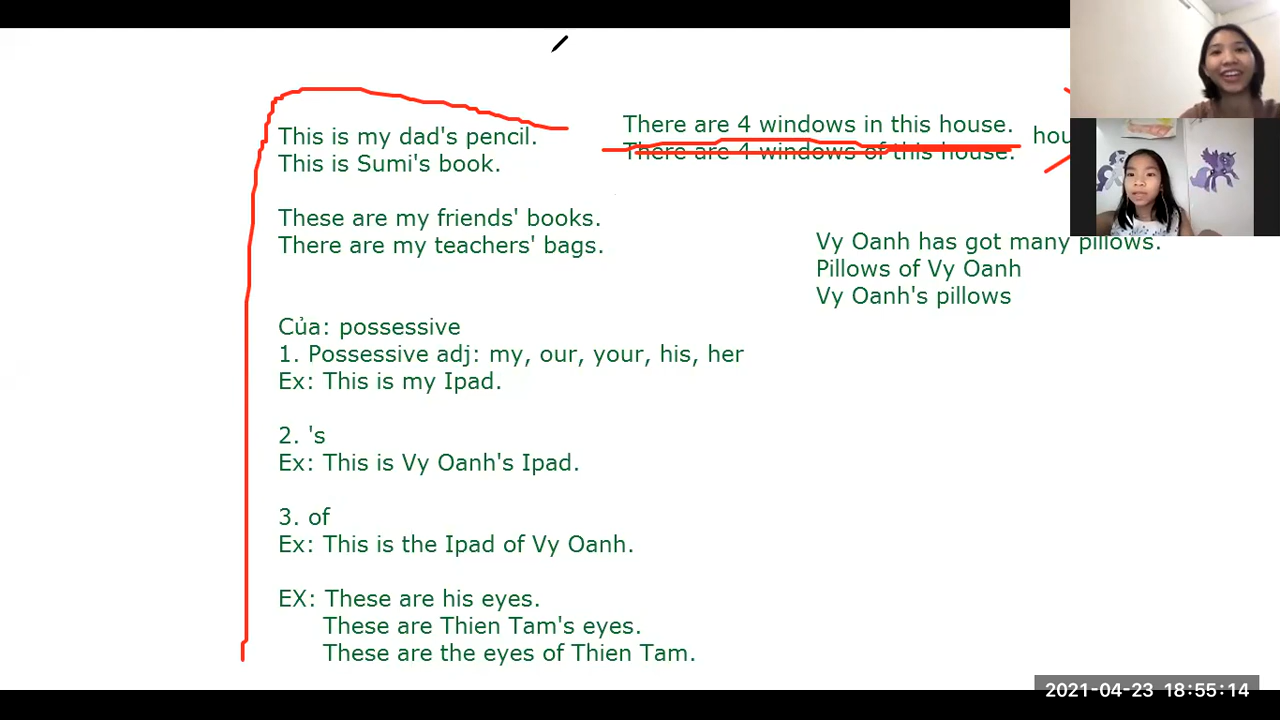 This is my dad's pencil.
This is Sumi's book.
There are 4 windows in this house.
There are 4 windows of this house.
hou
These are my friends' books.
There are my teachers' bags.
Vy Oanh has got many pillows.
Pillows of Vy Oanh
Vy Oanh's pillows
Của: possessive
1. Possessive adj: my, our, your, his, her
Ex: This is my Ipad.
2. 's
Ex: This is Vy Oanh's Ipad.
3. of
Ex: This is the Ipad of Vy Oanh.
EX: These are his eyes.
These are Thien Tam's eyes.
These are the eyes of Thien Tam.
2021-04-23 18:55:14